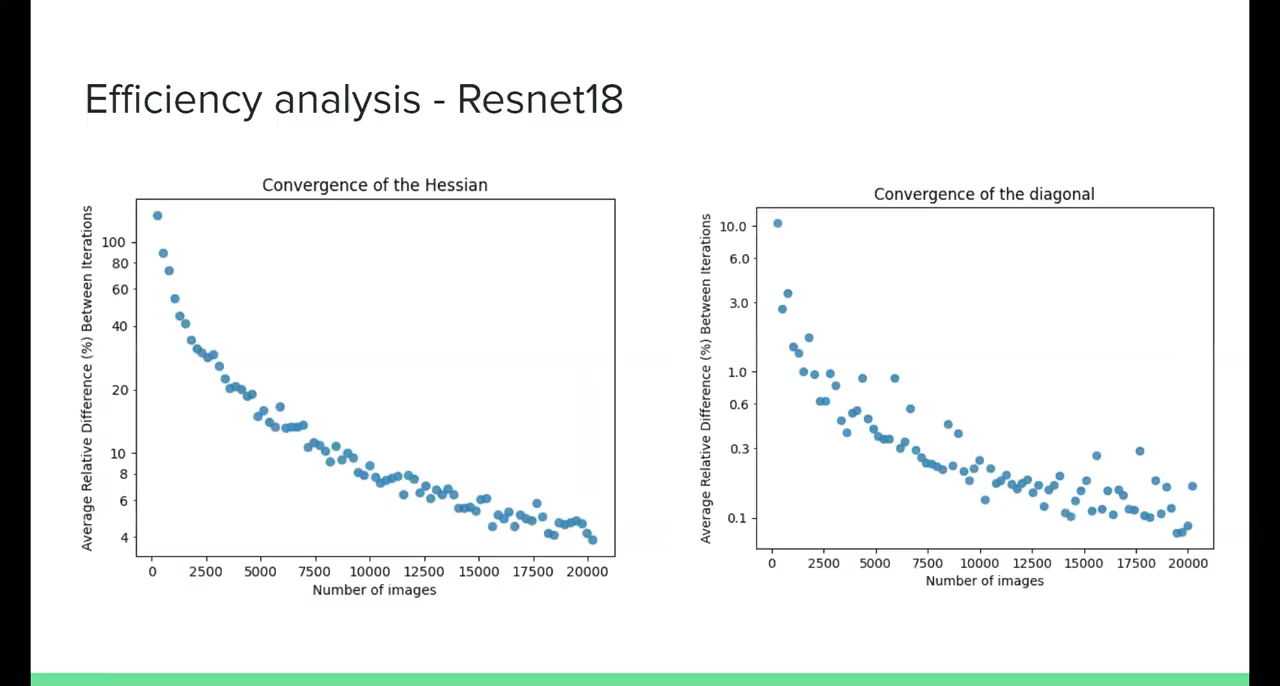 Efficiency analysis - Resnet18
Convergence of the Hessian
Average Relative Difference (%) Between Iterations
100
80
60
40
20
10
8
6
4
0 2500 5000 7500 10000 12500 15000 17500 20000
Number of images
Convergence of the diagonal
Average Relative Difference (%) Between Iterations
10.0
6.0
3.0
1.0
0.6
0.3
0.1
0 2500 5000 7500 10000 12500 15000 17500 20000
Number of images